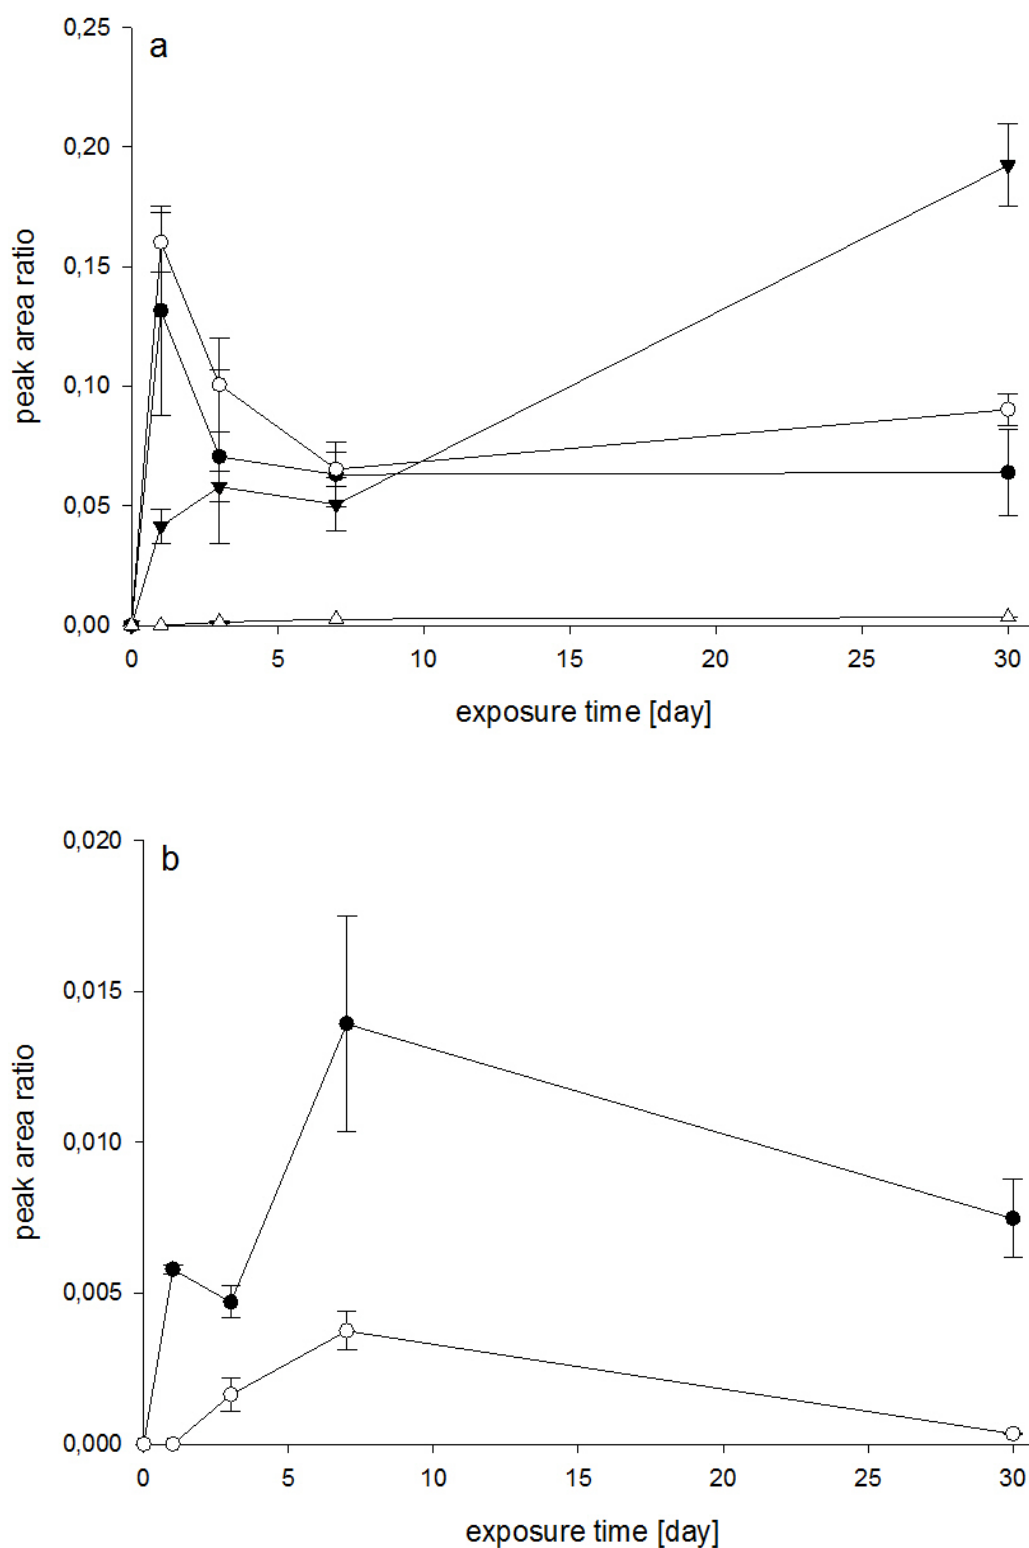 a
0,25
0,20
0,15
0,10
0,05
0,00
peak area ratio
0 5 10 15 20 25 30
exposure time [day]
b
0,020
0,015
0,010
0,005
0,000
peak area ratio
0 5 10 15 20 25 30
exposure time [day]